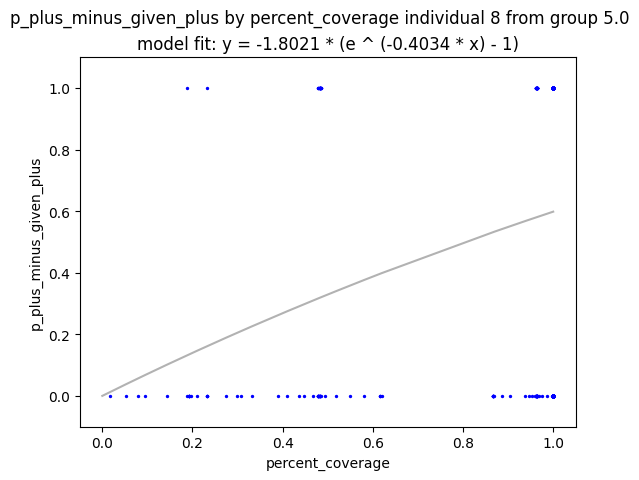 p_plus_minus_given_plus by percent_coverage individual 8 from group 5.0
model fit: y = -1.8021 * (e ^ (-0.4034 * x) - 1)
p_plus_minus_given_plus
1.0
0.8
0.6
0.4
0.2
0.0
0.0 0.2 0.4 0.6 0.8 1.0
percent_coverage